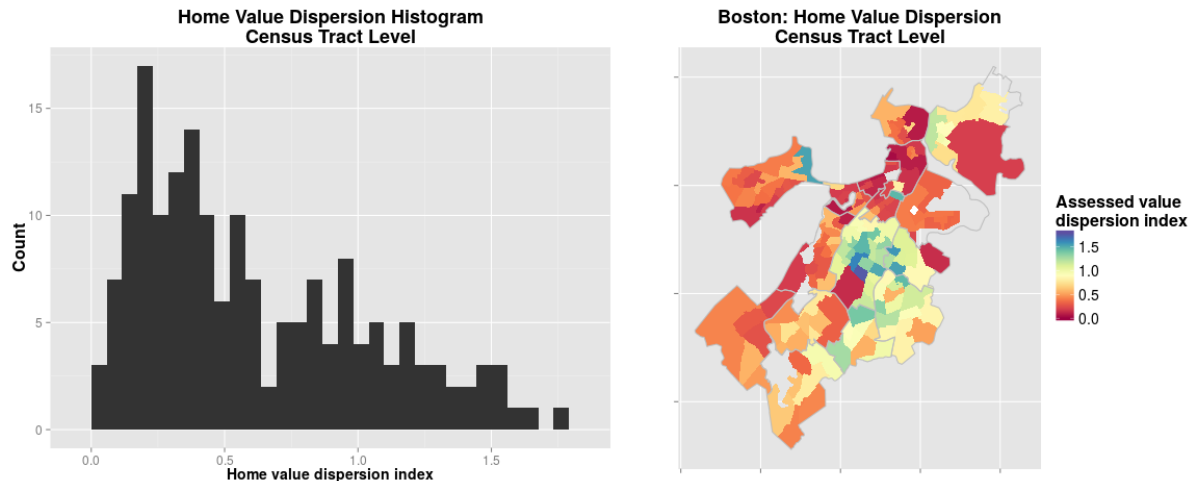 Home Value Dispersion Histogram
Census Tract Level
Count
15
10
5
0
0.0
0.5
1.0
1.5
Home value dispersion index
Boston: Home Value Dispersion
Census Tract Level
Assessed value
dispersion index
1.5
1.0
0.5
0.0